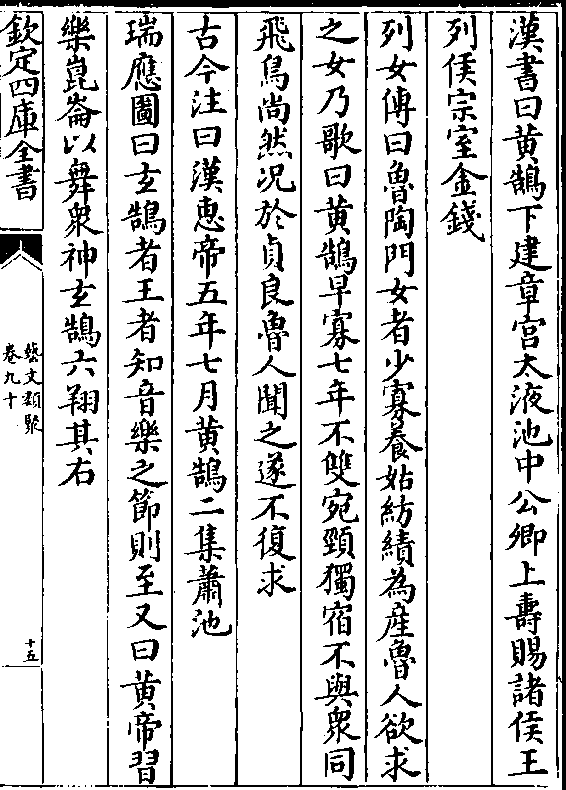 漢書曰黄鵠下建章宫太液池中公卿上壽賜諸侯王
列侯宗室金錢
列女傳曰魯陶門女者少寡養姑紡績為産魯人欲求
之女乃歌曰黄鵠早寡七年不雙宛頸獨宿不與衆同
飛鳥尚然况於貞良魯人聞之遂不復求
古今注曰漢恵帝五年七月黄鵠二集蕭池
瑞應圖曰玄鵠者王者知音樂之節則至又曰黄帝習
樂崑崙以舞衆神玄鵠六翔其右
欽定四庫全書
藝文類聚
卷九十
十五